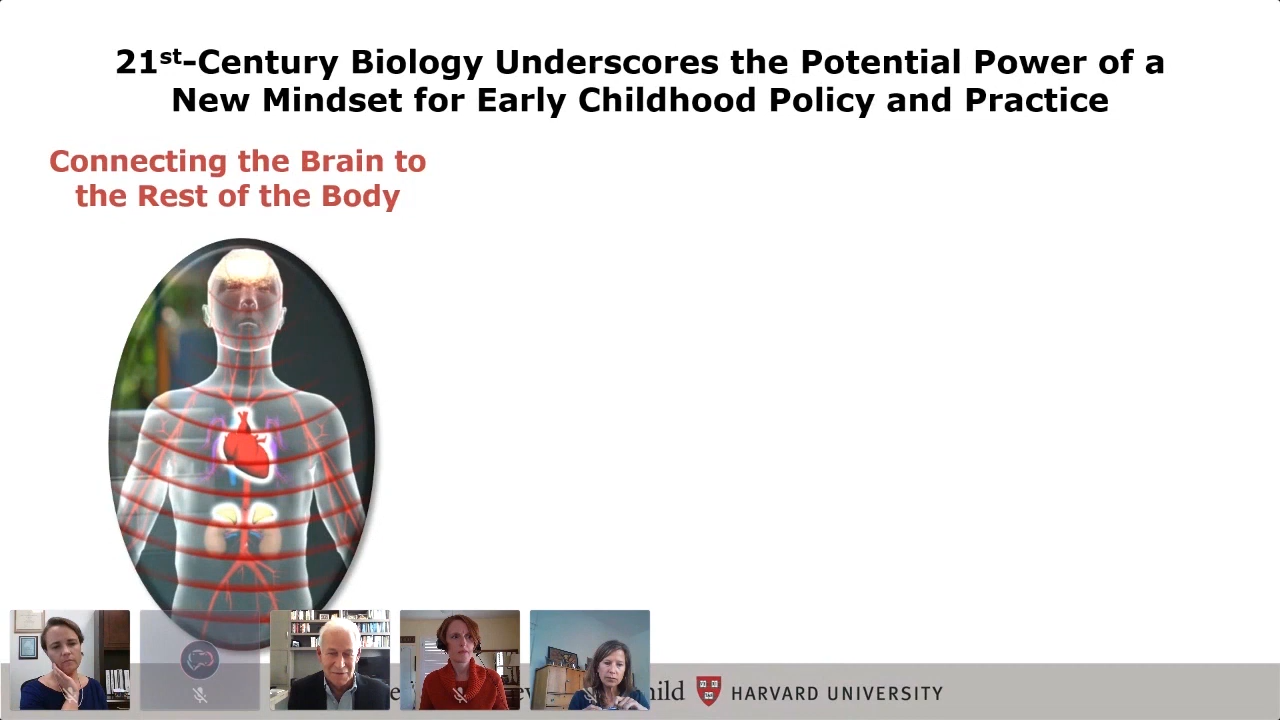 21st-Century Biology Underscores the Potential Power of a
New Mindset for Early Childhood Policy and Practice
Connecting the Brain to
the Rest of the Body
HARVARD UNIVERSITY